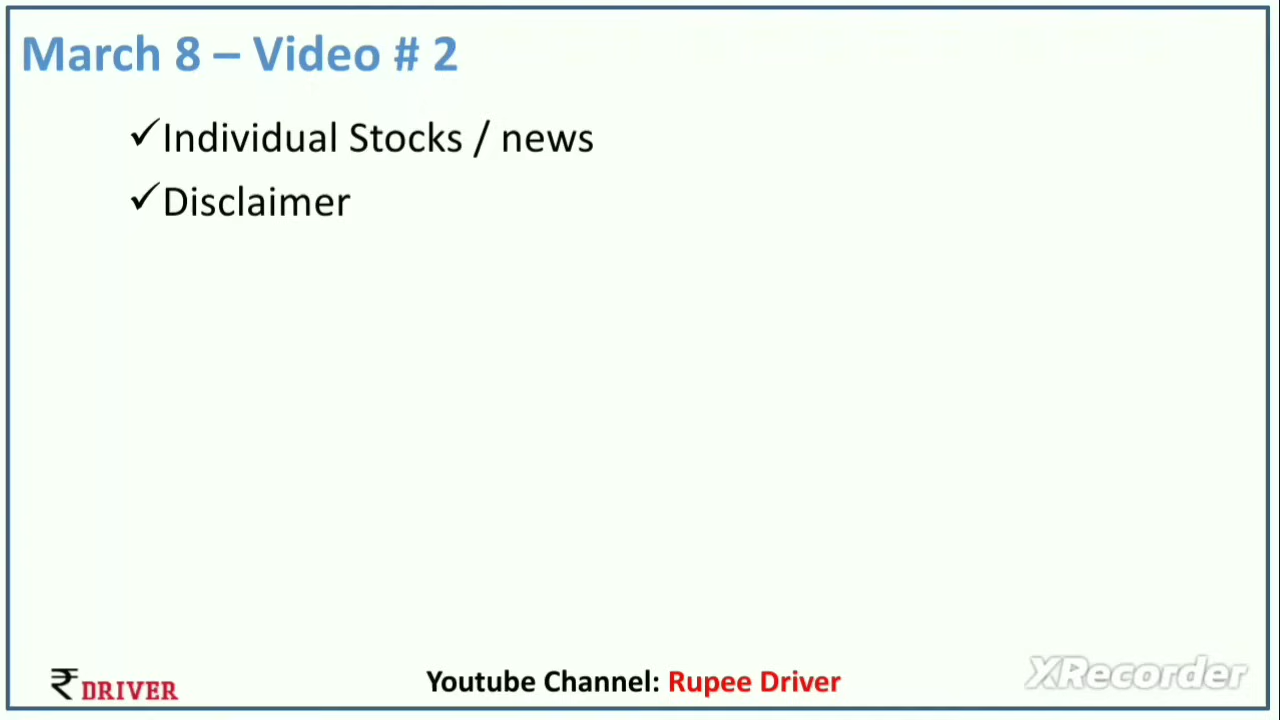 March 8 – Video # 2
✓Individual Stocks / news
✓Disclaimer
₹ DRIVER
Youtube Channel: Rupee Driver
XRecorder